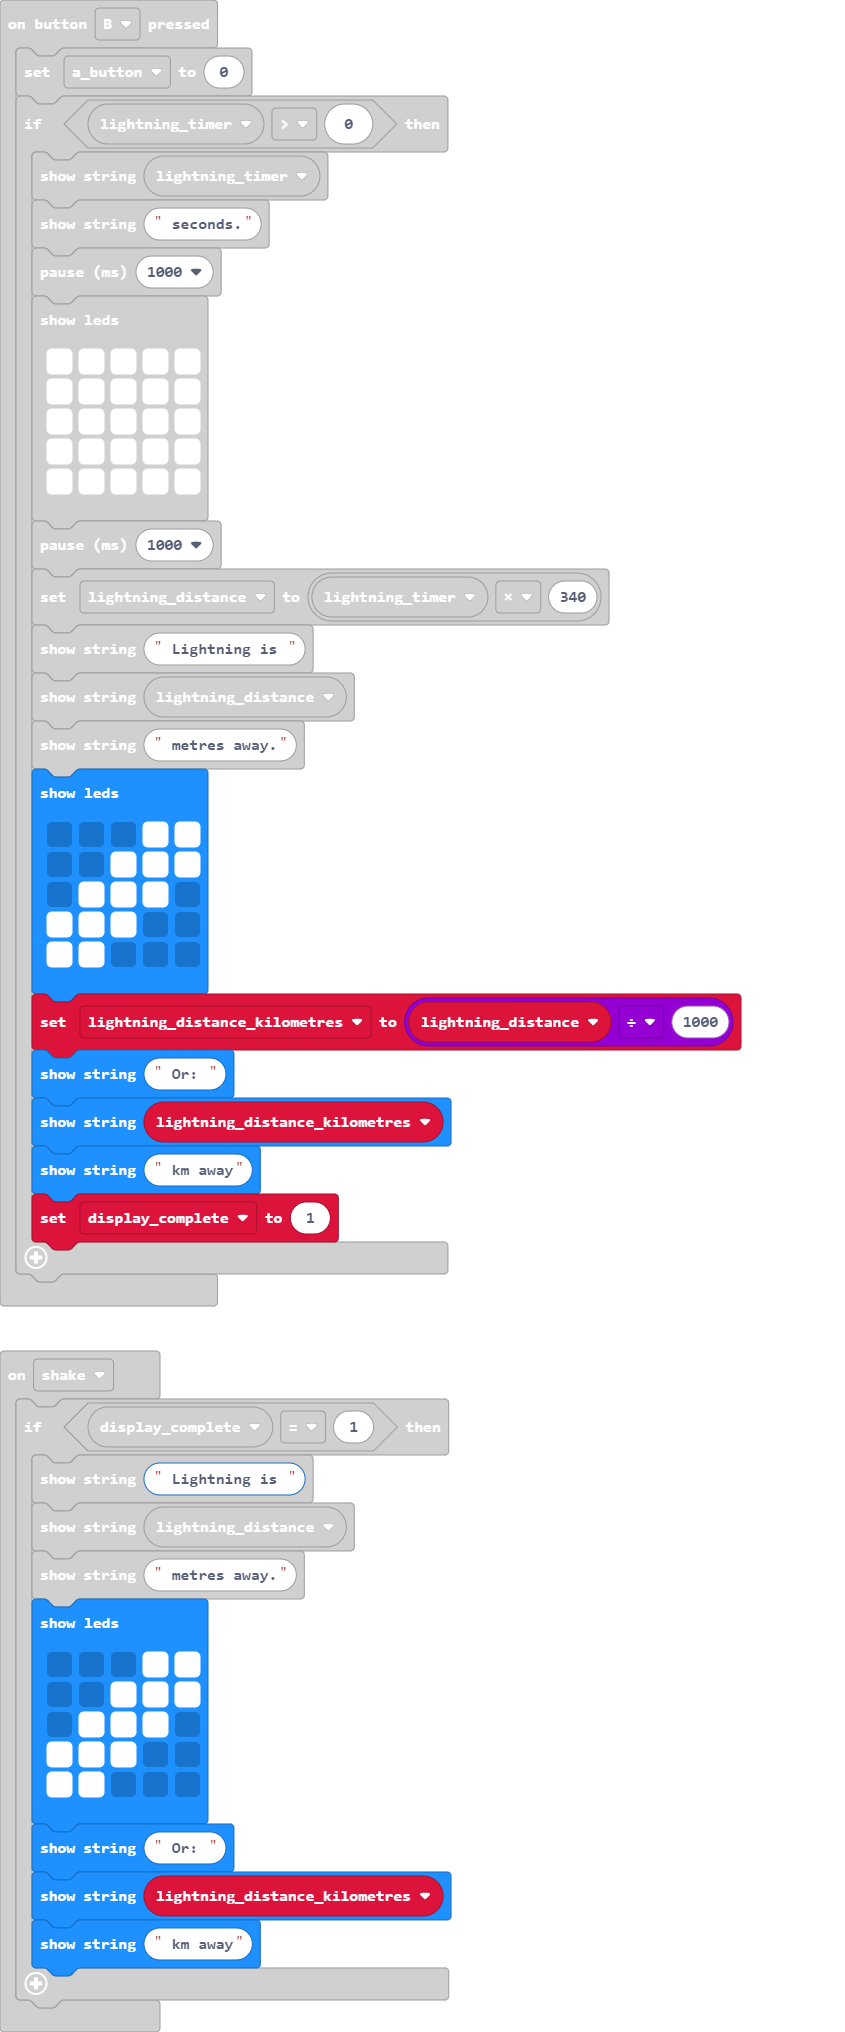 on button B pressed
set a_button to 0
if lightning_timer > 0 then
show string lightning_timer
show string " seconds."
pause (ms) 1000
show leds
pause (ms) 1000
set lightning_distance to lightning_timer × 340
show string " Lightning is "
show string lightning_distance
show string " metres away."
show leds
set lightning_distance_kilometres to lightning_distance ÷ 1000
show string " Or: "
show string lightning_distance_kilometres
show string " km away"
set display_complete to 1
on shake
if display_complete = 1 then
show string " Lightning is "
show string lightning_distance
show string " metres away."
show leds
show string " Or: "
show string lightning_distance_kilometres
show string " km away"